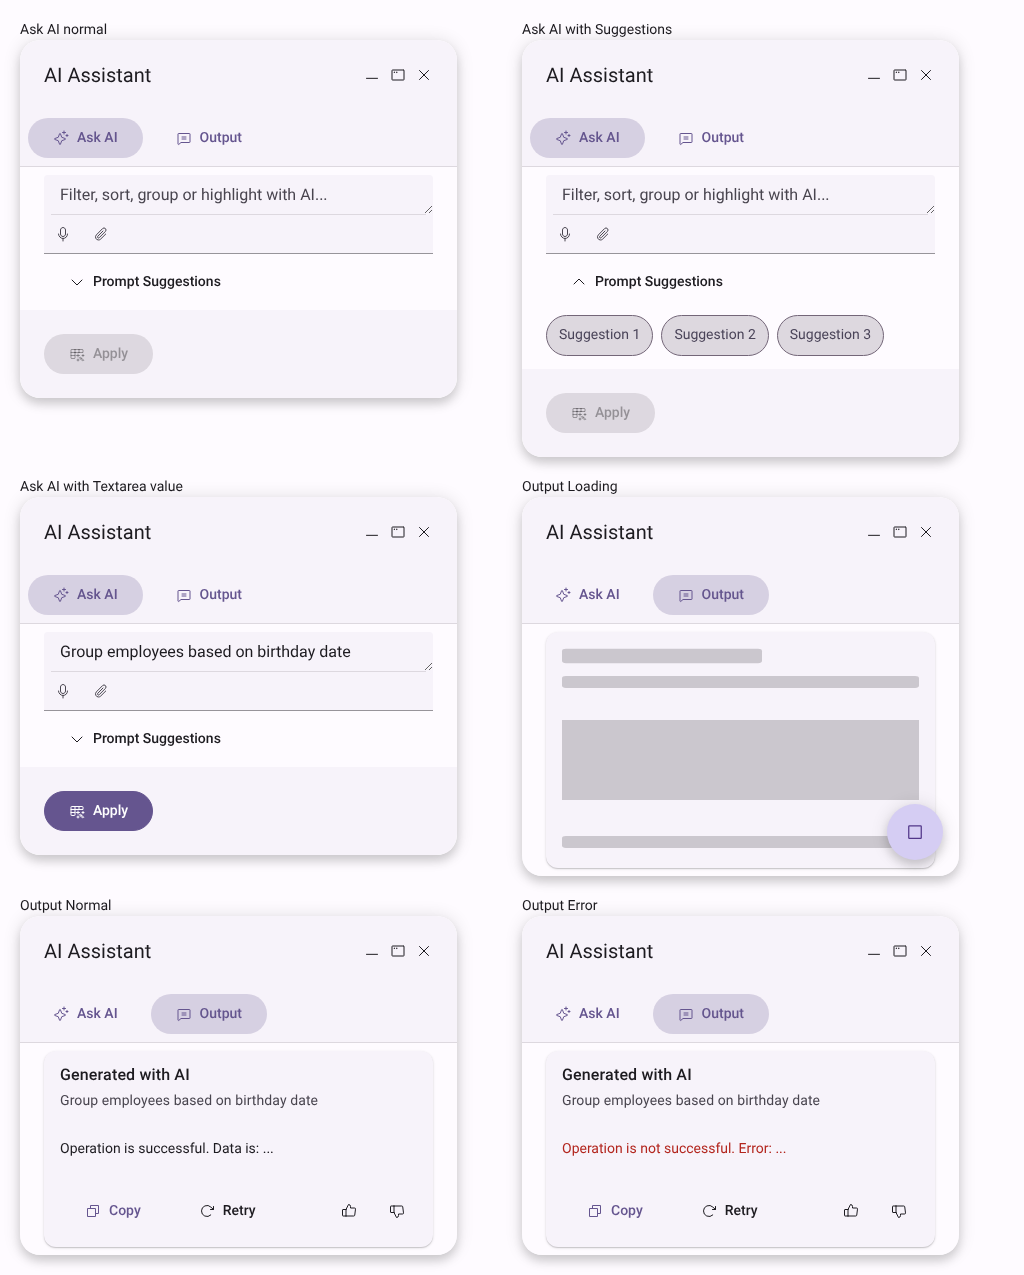 Ask AI normal
AI Assistant
Ask AI
Output
Filter, sort, group or highlight with AI...
Prompt Suggestions
Apply
Ask AI with Suggestions
AI Assistant
Ask AI
Output
Filter, sort, group or highlight with AI...
Prompt Suggestions
Suggestion 1
Suggestion 2
Suggestion 3
Apply
Ask AI with Textarea value
AI Assistant
Ask AI
Output
Group employees based on birthday date
Prompt Suggestions
Apply
Output Loading
AI Assistant
Ask AI
Output
Output Normal
AI Assistant
Ask AI
Output
Generated with AI
Group employees based on birthday date
Operation is successful. Data is: ...
Copy
Retry
Output Error
AI Assistant
Ask AI
Output
Generated with AI
Group employees based on birthday date
Operation is not successful. Error: ...
Copy
Retry